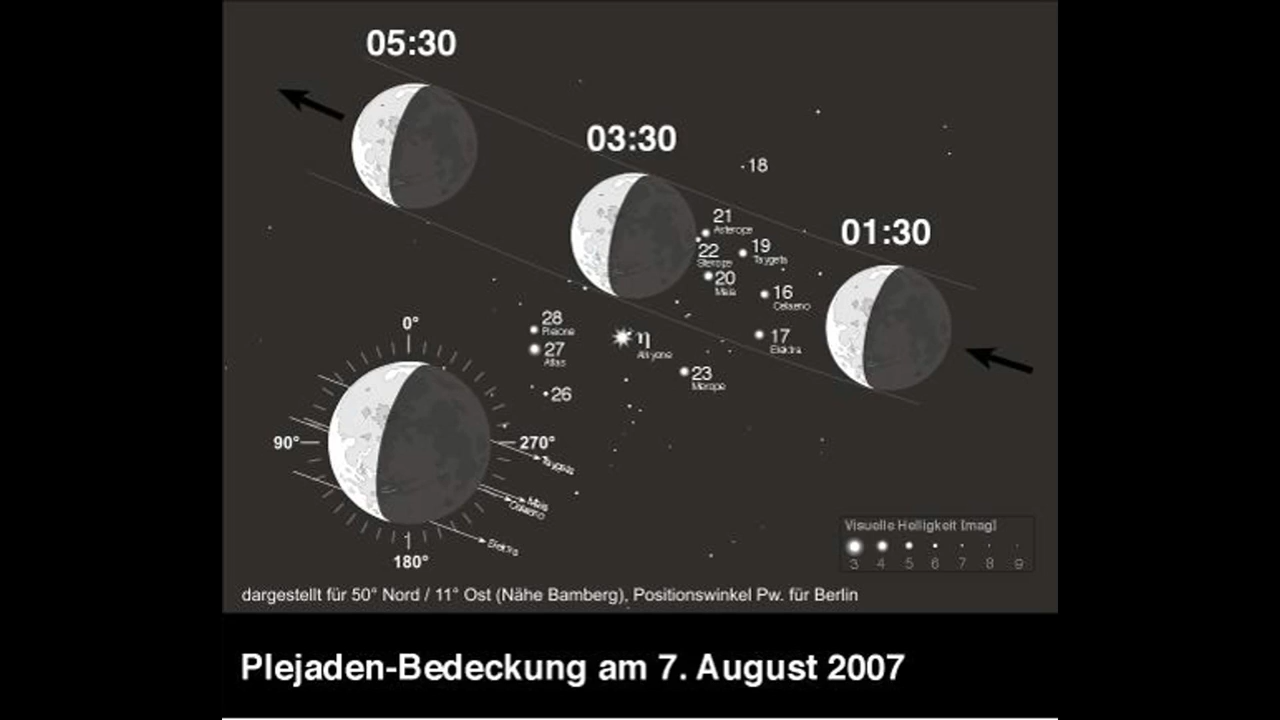 05:30
03:30
18
21
Asterope
19
Taygeta
01:30
22
Sterope
20
Maia
16
Celaeno
28
Pleione
η
Alkyone
17
Elektra
27
Atlas
23
Merope
26
0°
90°
270°
180°
Taygeta
Maia
Celaeno
Elektra
Visuelle Helligkeit [mag]
3 4 5 6 7 8 9
dargestellt für 50° Nord / 11° Ost (Nähe Bamberg), Positionswinkel Pw. für Berlin
Plejaden-Bedeckung am 7. August 2007